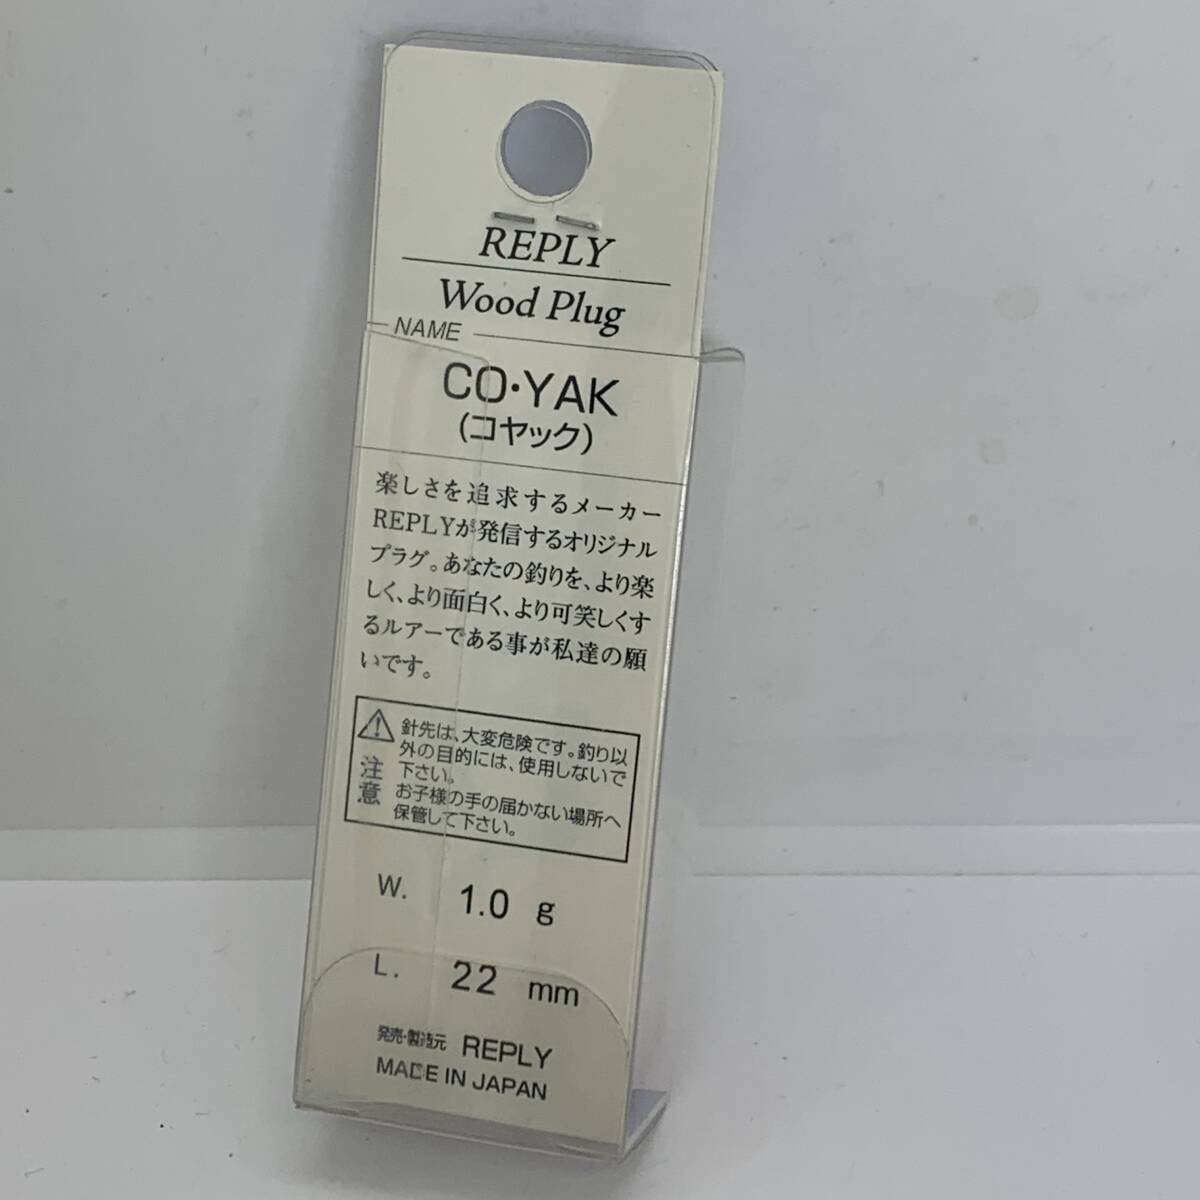 REPLY
Wood Plug
NAME
CO・YAK
(コヤック)
楽しさを追求するメーカー
REPLYが発信するオリジナル
プラグ。あなたの釣りを、より楽
しく、より面白く、より可笑しくす
るルアーである事が私達の願
いです。
注意
針先は、大変危険です。釣り以
外の目的には、使用しないで
下さい。
お子様の手の届かない場所へ
保管して下さい。
W. 1.0 g
L. 22 mm
発売・製造元 REPLY
MADE IN JAPAN